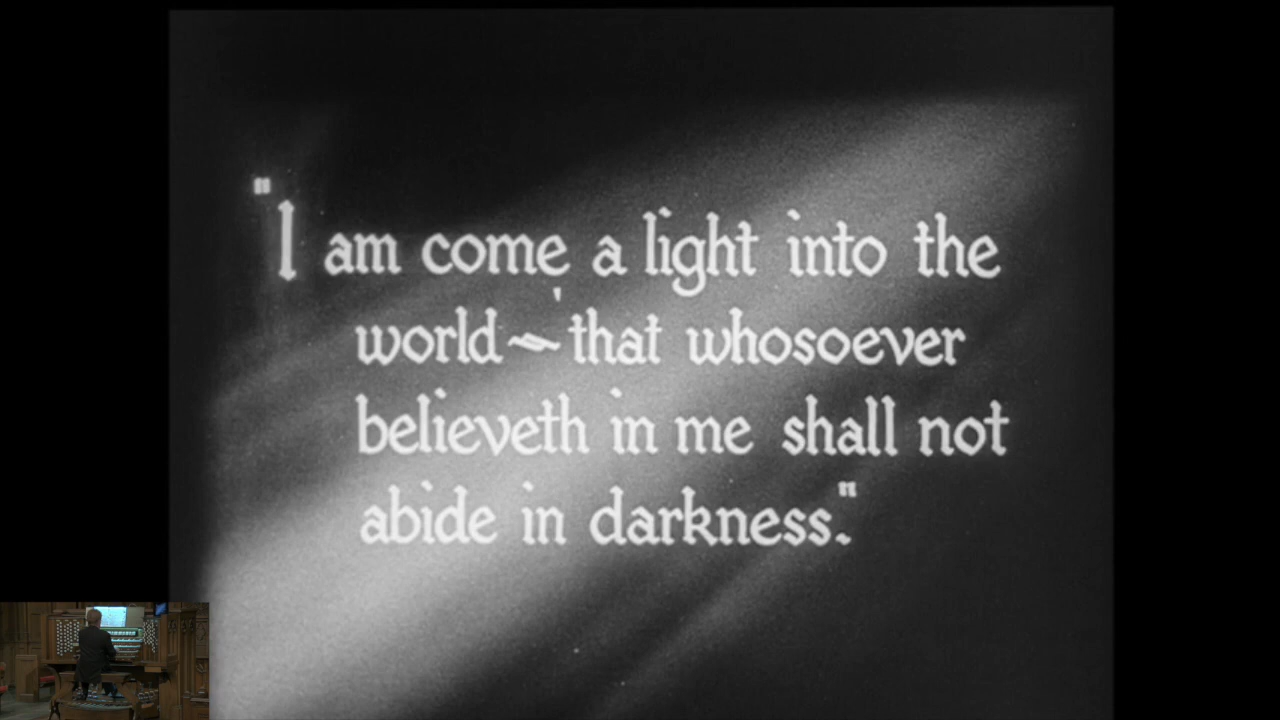 "I am come a light into the
world~that whosoever
believeth in me shall not
abide in darkness."